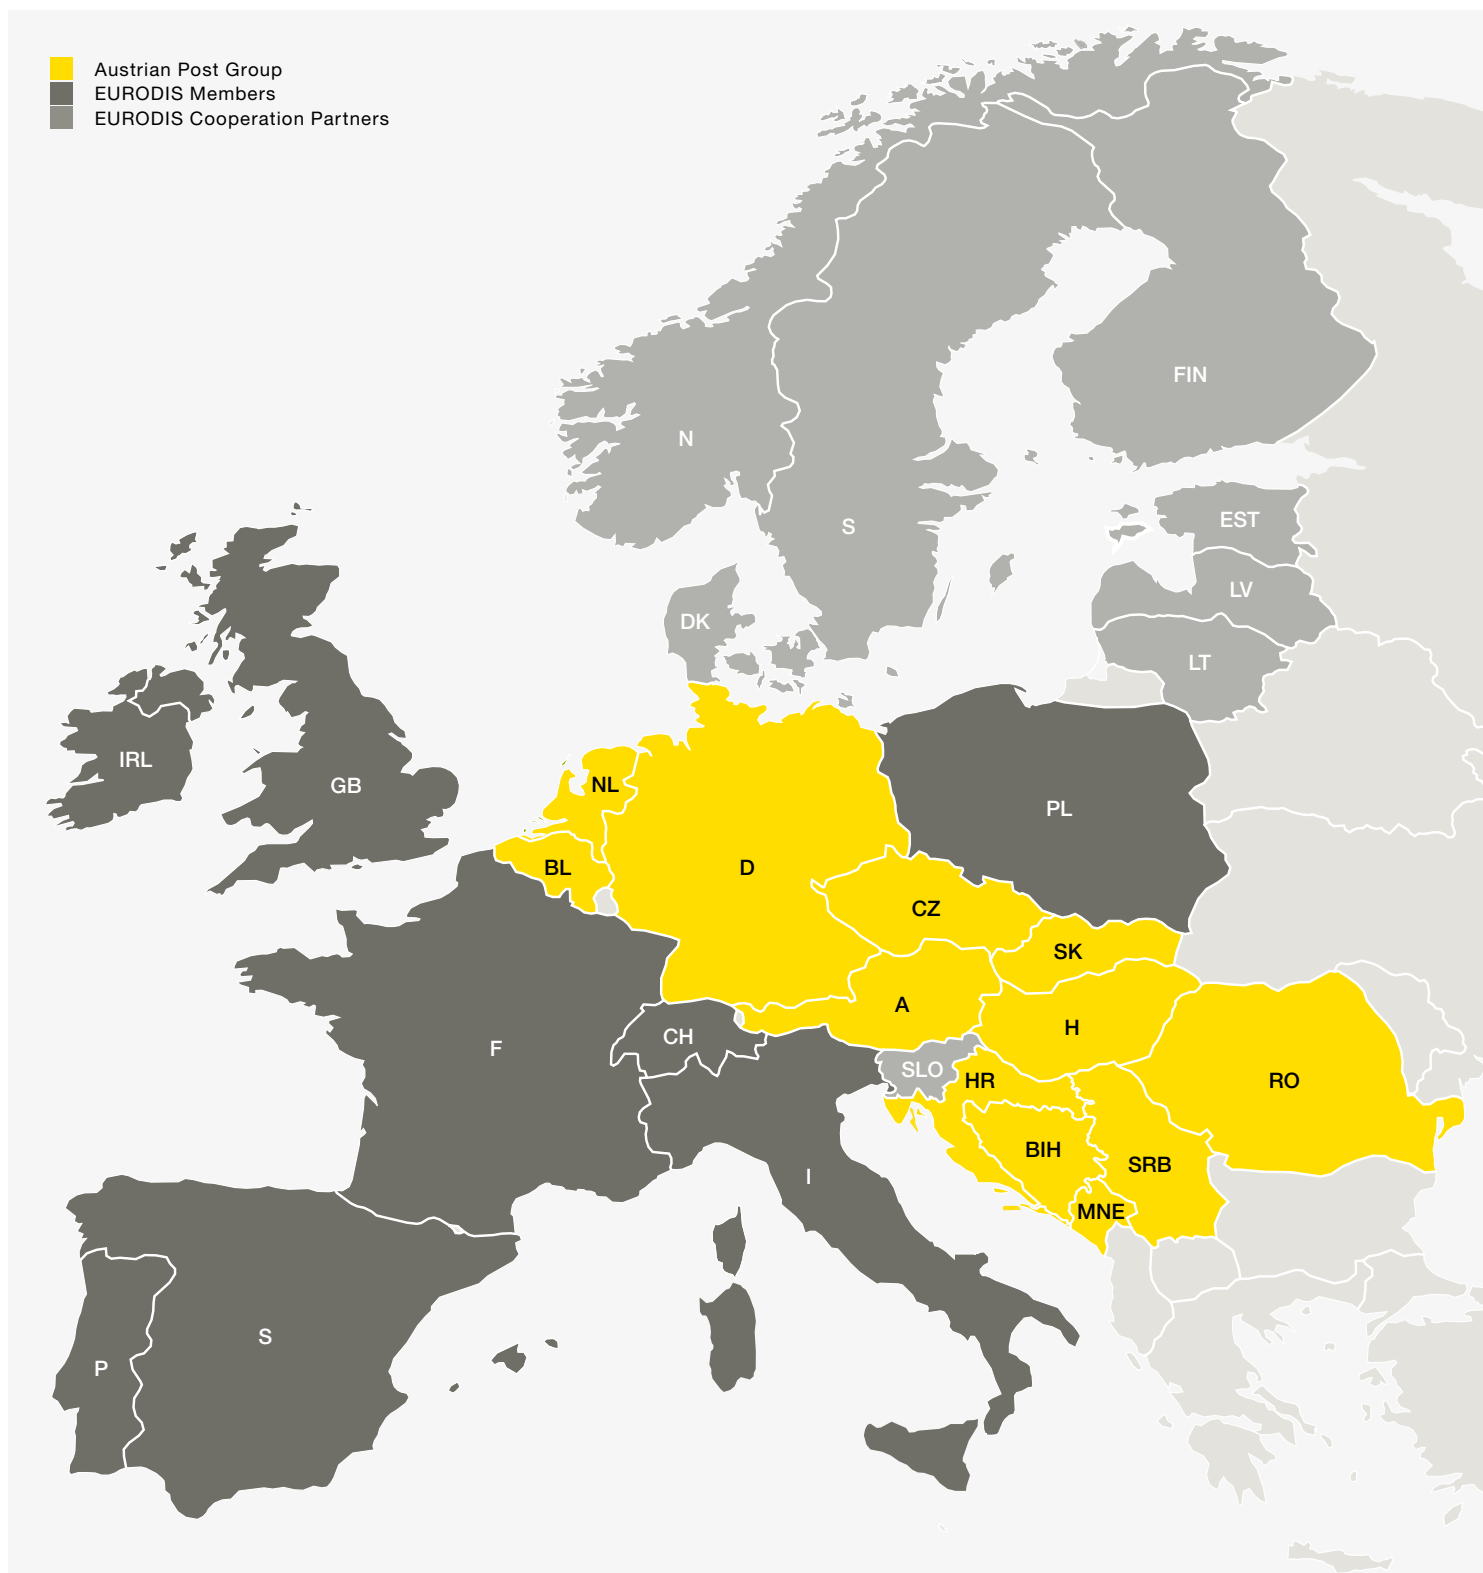 Austrian Post Group
EURODIS Members
EURODIS Cooperation Partners
FIN
N
S
EST
LV
DK
LT
IRL
GB
NL
PL
BL
D
CZ
SK
A
H
CH
F
SLO
HR
RO
BIH
SRB
I
MNE
S
P